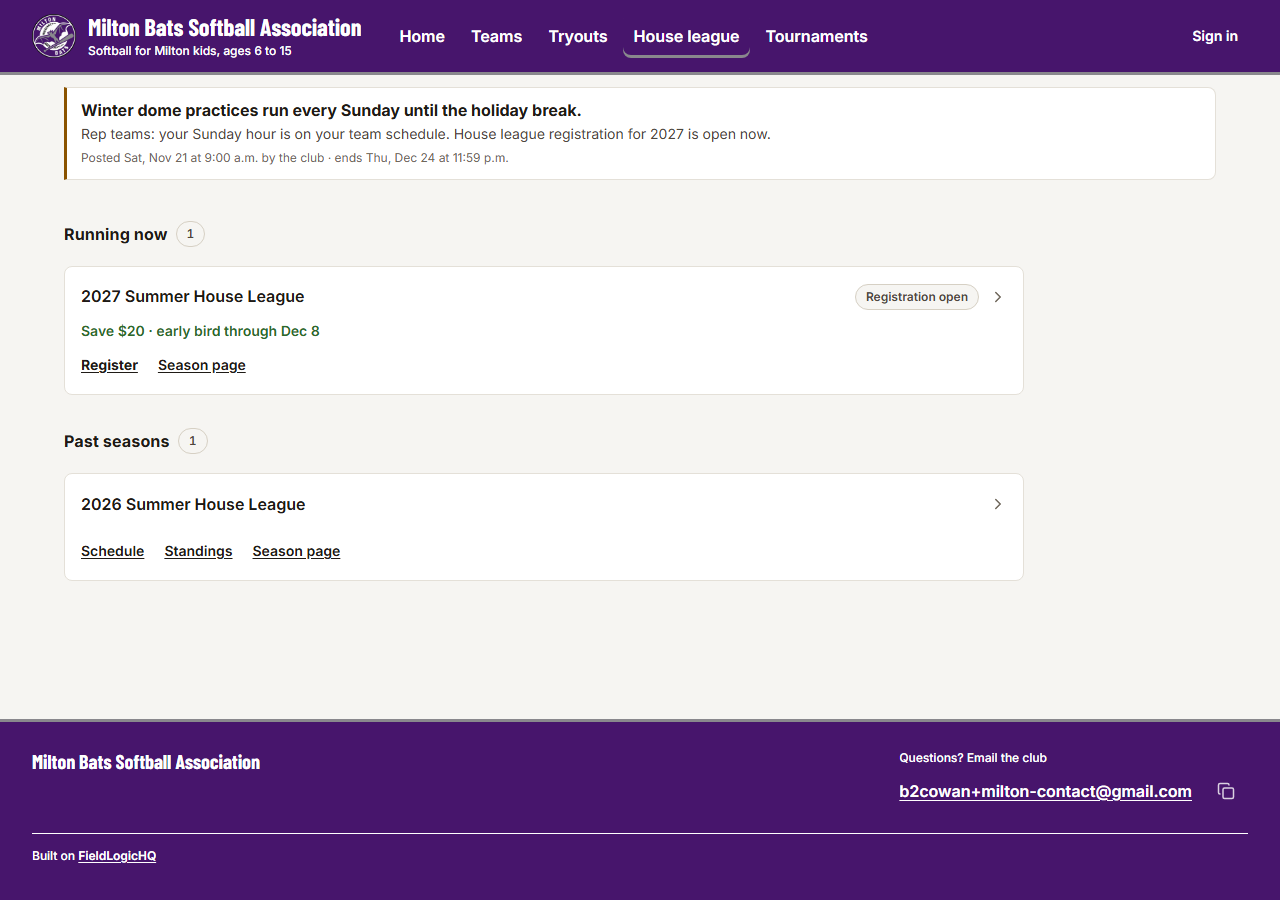 Milton Bats Softball Association
Softball for Milton kids, ages 6 to 15
Home
Teams
Tryouts
House league
Tournaments
Sign in
Winter dome practices run every Sunday until the holiday break.
Rep teams: your Sunday hour is on your team schedule. House league registration for 2027 is open now.
Posted Sat, Nov 21 at 9:00 a.m. by the club · ends Thu, Dec 24 at 11:59 p.m.
Running now 1
2027 Summer House League
Registration open
Save $20 · early bird through Dec 8
Register
Season page
Past seasons 1
2026 Summer House League
Schedule
Standings
Season page
Milton Bats Softball Association
Questions? Email the club
b2cowan+milton-contact@gmail.com
Built on FieldLogicHQ